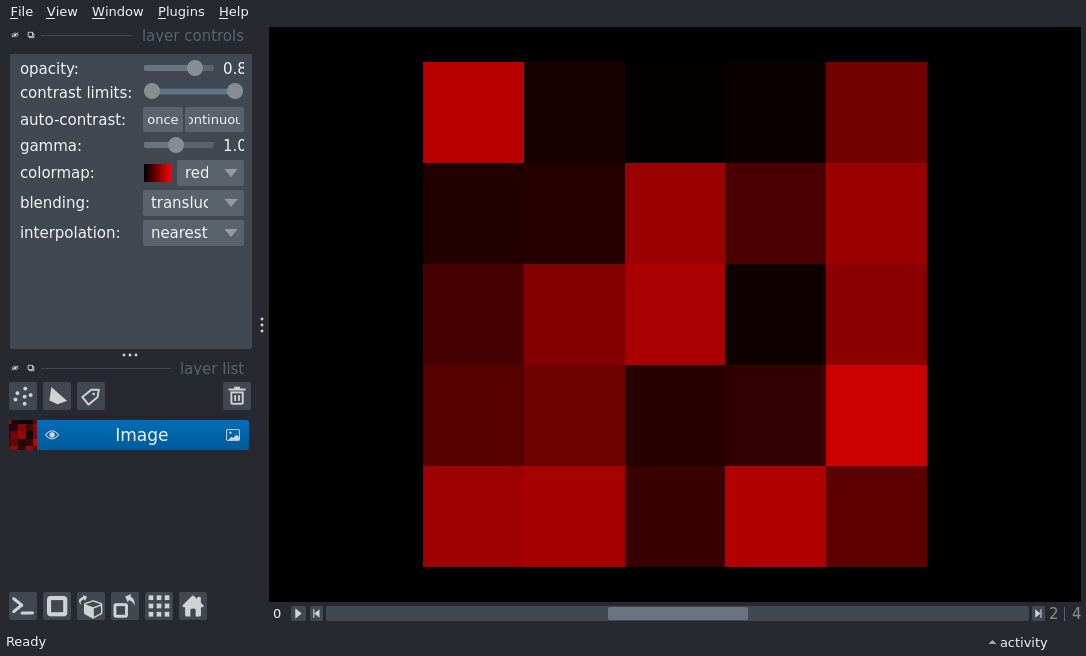 File View Window Plugins Help
layer controls
opacity: 0.8
contrast limits:
auto-contrast: once ontinuou
gamma: 1.0
colormap: red
blending: transluc
interpolation: nearest
layer list
Image
0 2 | 4
Ready activity